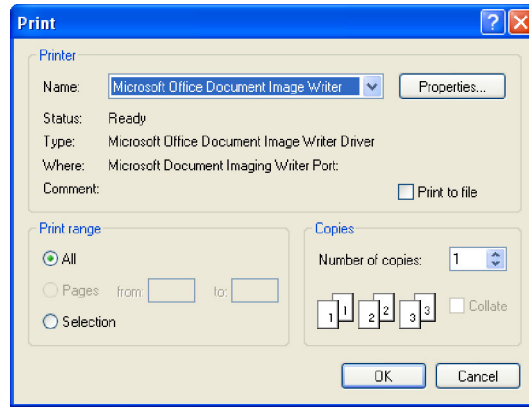 Print
Printer
Name: Microsoft Office Document Image Writer Properties...
Status: Ready
Type: Microsoft Office Document Image Writer Driver
Where: Microsoft Document Imaging Writer Port:
Comment: Print to file
Print range
All
Pages from: to:
Selection
Copies
Number of copies: 1
1 1 2 2 3 3 Collate
OK Cancel